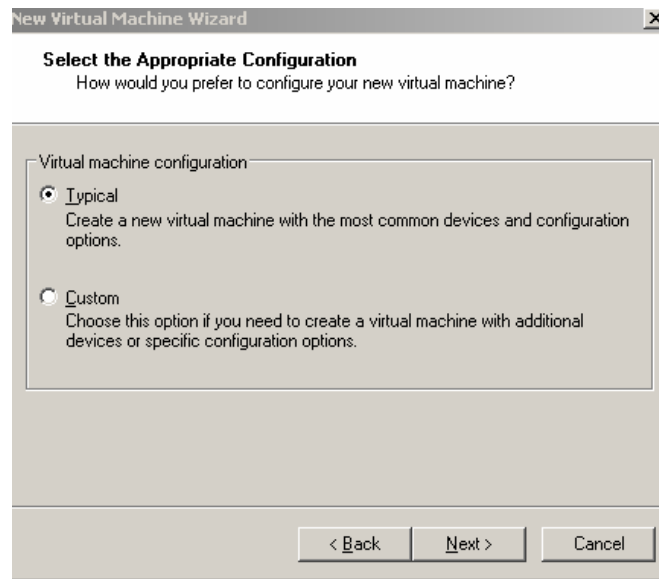 New Virtual Machine Wizard
Select the Appropriate Configuration
How would you prefer to configure your new virtual machine?
Virtual machine configuration
Typical
Create a new virtual machine with the most common devices and configuration
options.
Custom
Choose this option if you need to create a virtual machine with additional
devices or specific configuration options.
< Back Next > Cancel